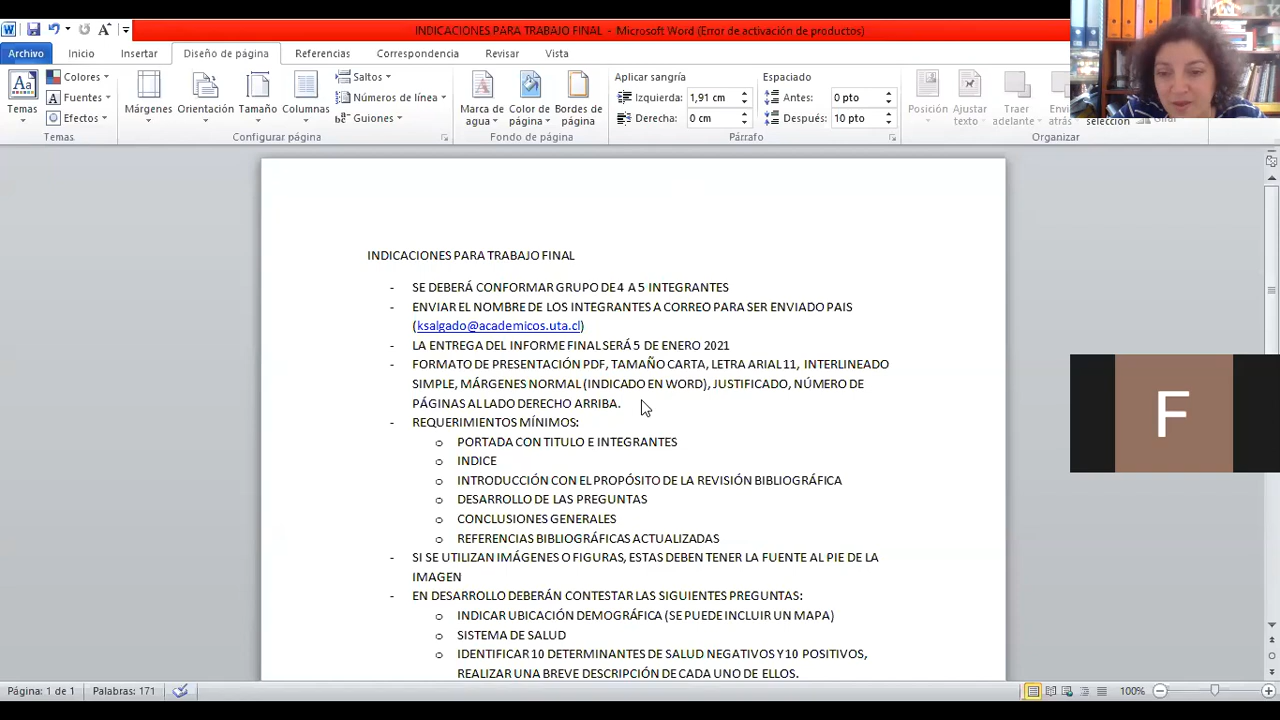 INDICACIONES PARA TRABAJO FINAL - Microsoft Word (Error de activación de productos)
Archivo Inicio Insertar Diseño de página Referencias Correspondencia Revisar Vista
Colores Saltos Aplicar sangría Espaciado
Fuentes Números de línea Izquierda: 1,91 cm Antes: 0 pto
Temas Márgenes Orientación Tamaño Columnas Marca de agua Color de página Bordes de página Posición Ajustar texto Traer adelante
Efectos Guiones Derecha: 0 cm Después: 10 pto selección Girar
Temas Configurar página Fondo de página Párrafo Organizar
INDICACIONES PARA TRABAJO FINAL
- SE DEBERÁ CONFORMAR GRUPO DE 4 A 5 INTEGRANTES
- ENVIAR EL NOMBRE DE LOS INTEGRANTES A CORREO PARA SER ENVIADO PAIS
(ksalgado@academicos.uta.cl)
- LA ENTREGA DEL INFORME FINAL SERÁ 5 DE ENERO 2021
- FORMATO DE PRESENTACIÓN PDF, TAMAÑO CARTA, LETRA ARIAL 11, INTERLINEADO
SIMPLE, MÁRGENES NORMAL (INDICADO EN WORD), JUSTIFICADO, NÚMERO DE
PÁGINAS AL LADO DERECHO ARRIBA.
- REQUERIMIENTOS MÍNIMOS:
o PORTADA CON TITULO E INTEGRANTES
o INDICE
o INTRODUCCIÓN CON EL PROPÓSITO DE LA REVISIÓN BIBLIOGRÁFICA
o DESARROLLO DE LAS PREGUNTAS
o CONCLUSIONES GENERALES
o REFERENCIAS BIBLIOGRÁFICAS ACTUALIZADAS
- SI SE UTILIZAN IMÁGENES O FIGURAS, ESTAS DEBEN TENER LA FUENTE AL PIE DE LA
IMAGEN
- EN DESARROLLO DEBERÁN CONTESTAR LAS SIGUIENTES PREGUNTAS:
o INDICAR UBICACIÓN DEMOGRÁFICA (SE PUEDE INCLUIR UN MAPA)
o SISTEMA DE SALUD
o IDENTIFICAR 10 DETERMINANTES DE SALUD NEGATIVOS Y 10 POSITIVOS,
REALIZAR UNA BREVE DESCRIPCIÓN DE CADA UNO DE ELLOS.
F
Página: 1 de 1 Palabras: 171 100%